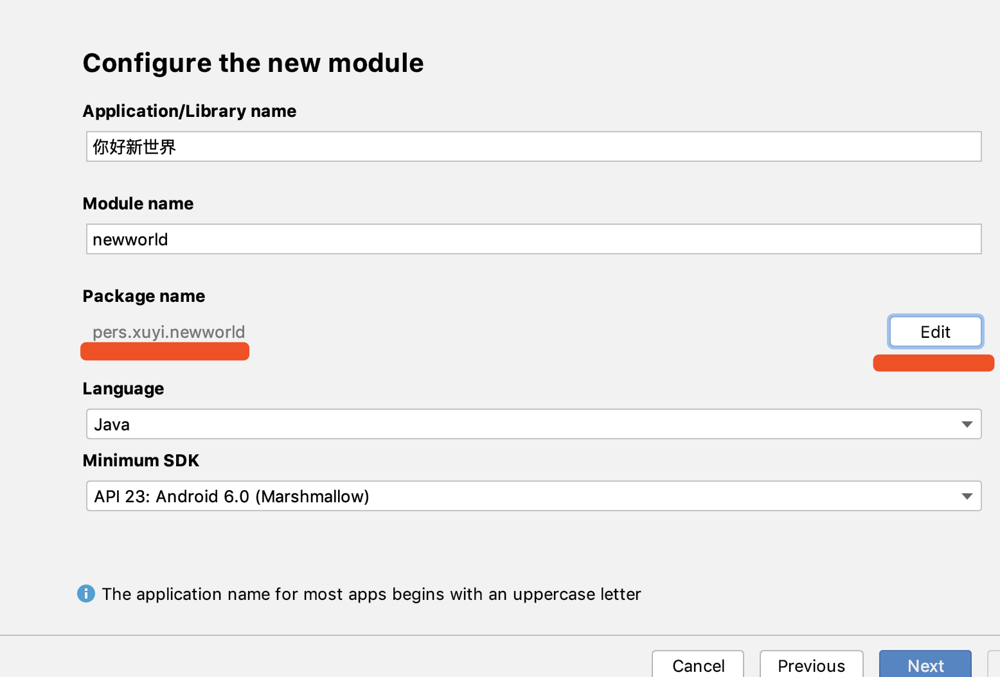 Configure the new module
Application/Library name
你好新世界
Module name
newworld
Package name
pers.xuyi.newworld
Edit
Language
Java
Minimum SDK
API 23: Android 6.0 (Marshmallow)
The application name for most apps begins with an uppercase letter
Cancel
Previous
Next